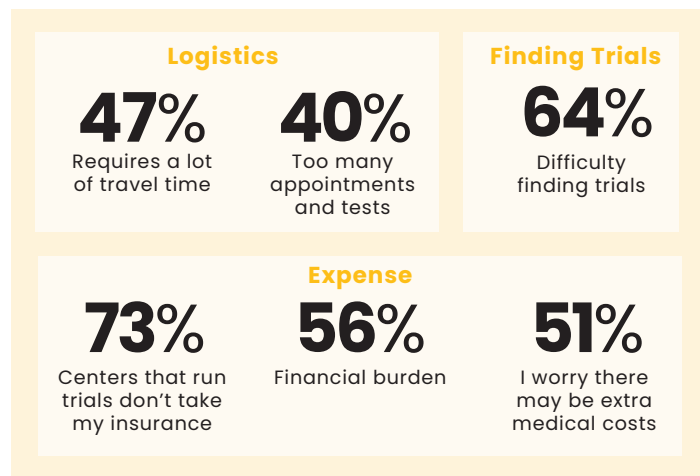 Logistics
47%
Requires a lot
of travel time
40%
Too many
appointments
and tests
Finding Trials
64%
Difficulty
finding trials
Expense
73%
Centers that run
trials don’t take
my insurance
56%
Financial burden
51%
I worry there
may be extra
medical costs